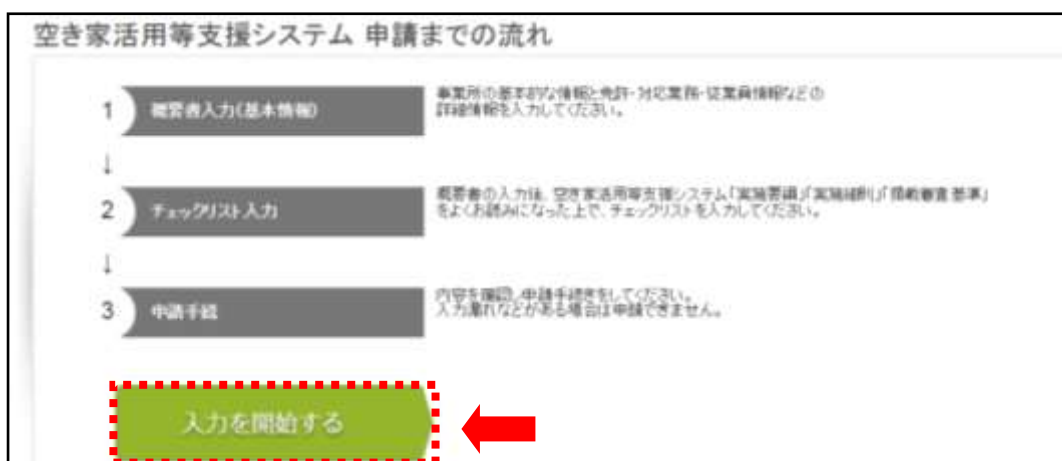 空き家活用等支援システム 申請までの流れ
1 概要書入力(基本情報)
事業所の基本的な情報と免許・対応業務・従業員情報などの
詳細情報を入力してください。
↓
2 チェックリスト入力
概要書の入力後、空き家活用等支援システム「実施要綱」「実施細則」「掲載審査基準」
をよくお読みになった上で、チェックリストを入力してください。
↓
3 申請手続
内容を確認し申請手続きをしてください。
入力漏れなどがある場合は申請できません。
入力を開始する